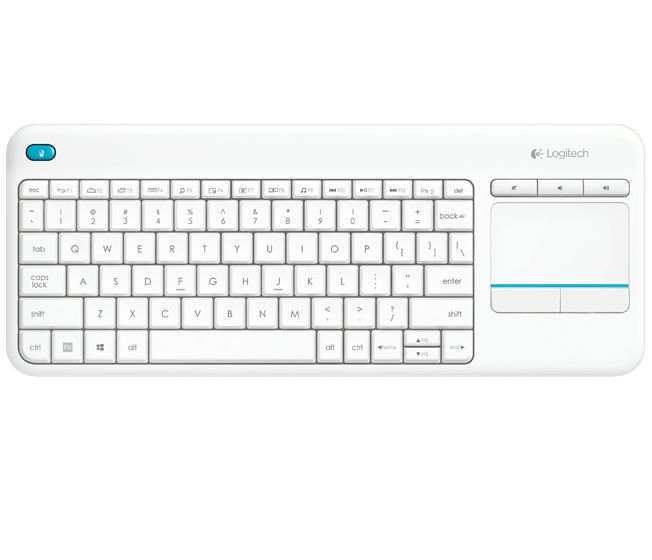 Logitech
esc F1 F2 F3 F4 F5 F6 F7 F8 F9 F10 F11 F12 ins del
~ ! @ # $ % ^ & * ( ) − +
` 1 2 3 4 5 6 7 8 9 0 - = back
tab Q W E R T Y U I O P { [ } ] | \
caps lock A S D F G H J K L : ; " ' enter
shift Z X C V B N M < , > . ? / shift
ctrl FN alt alt ctrl home pg pg end